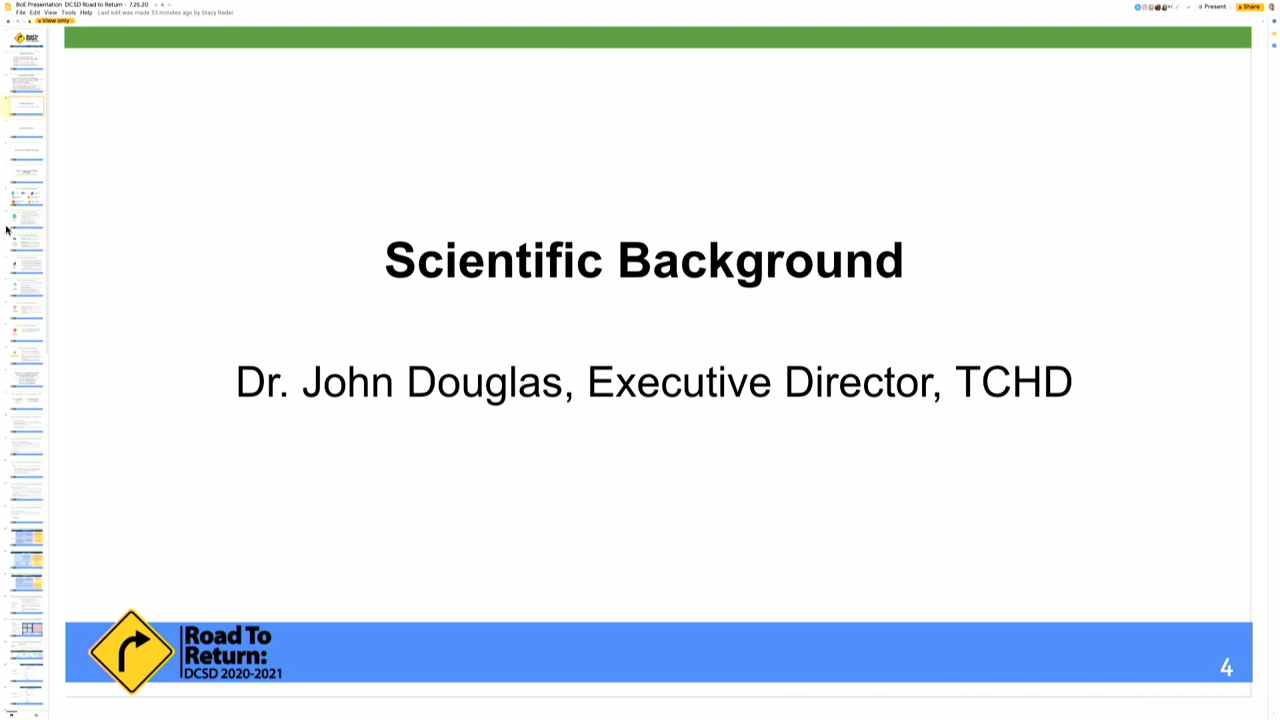 BoE Presentation DCSD Road to Return - 7.25.20
File Edit View Tools Help Last edit was made 53 minutes ago by Stacy Rader
View only
Present
Share
Scientific Background
Dr. John Douglas, Executive Director, TCHD
Road To
Return:
DCSD 2020-2021
4